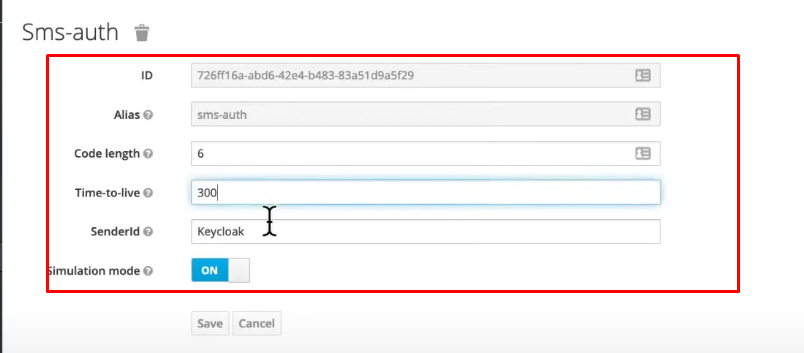 Sms-auth
ID 726ff16a-abd6-42e4-b483-83a51d9a5f29
Alias sms-auth
Code length 6
Time-to-live 300
SenderId Keycloak
Simulation mode ON
Save Cancel